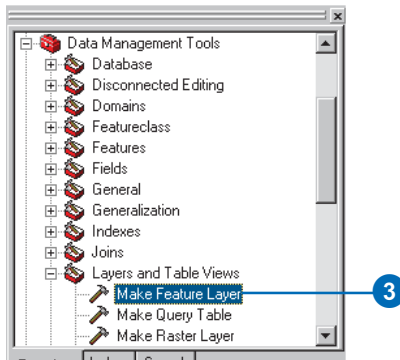 Data Management Tools
Database
Disconnected Editing
Domains
Featureclass
Features
Fields
General
Generalization
Indexes
Joins
Layers and Table Views
Make Feature Layer
3
Make Query Table
Make Raster Layer